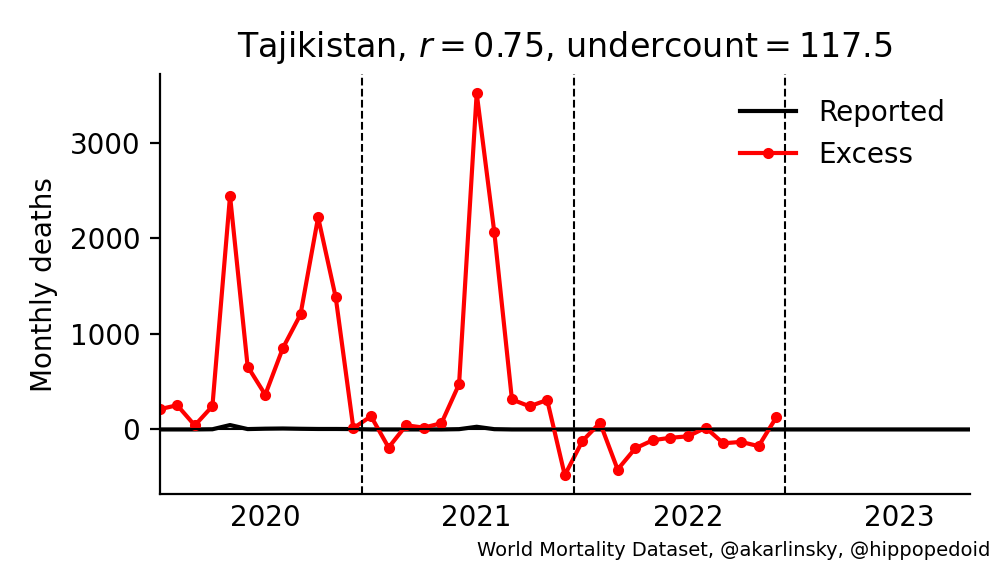 Tajikistan, r = 0.75, undercount = 117.5
Reported
Excess
Monthly deaths
3000
2000
1000
0
2020 2021 2022 2023
World Mortality Dataset, @akarlinsky, @hippopedoid